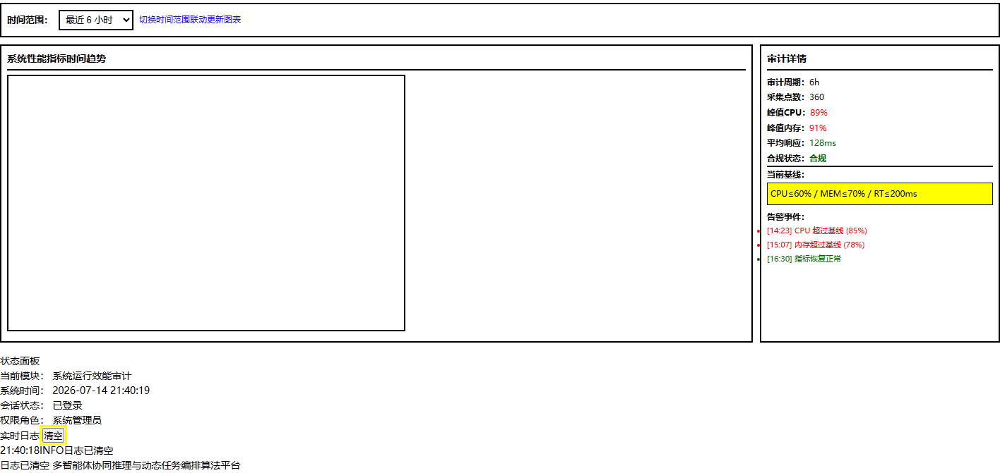 时间范围： 最近 6 小时 切换时间范围联动更新图表
系统性能指标时间趋势
审计详情
审计周期：6h
采集点数：360
峰值CPU：89%
峰值内存：91%
平均响应：128ms
合规状态：合规
当前基线：
CPU≤60% / MEM≤70% / RT≤200ms
告警事件：
[14:23] CPU 超过基线 (85%)
[15:07] 内存超过基线 (78%)
[16:30] 指标恢复正常
状态面板
当前模块： 系统运行效能审计
系统时间： 2026-07-14 21:40:19
会话状态： 已登录
权限角色： 系统管理员
实时日志 清空
21:40:18INFO日志已清空
日志已清空 多智能体协同推理与动态任务编排算法平台